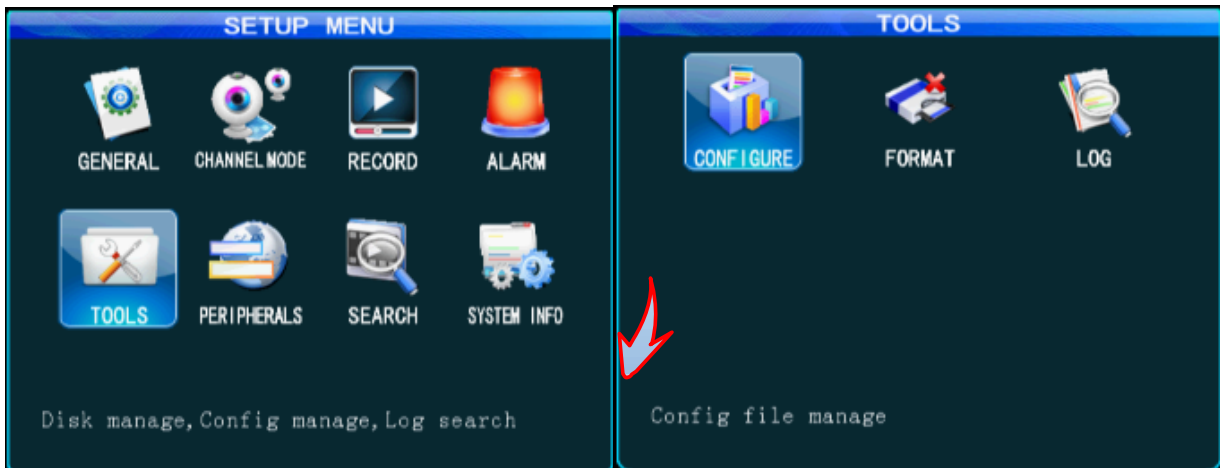 SETUP MENU
GENERAL CHANNEL MODE RECORD ALARM
TOOLS PERIPHERALS SEARCH SYSTEM INFO
Disk manage,Config manage,Log search
TOOLS
CONFIGURE FORMAT LOG
Config file manage